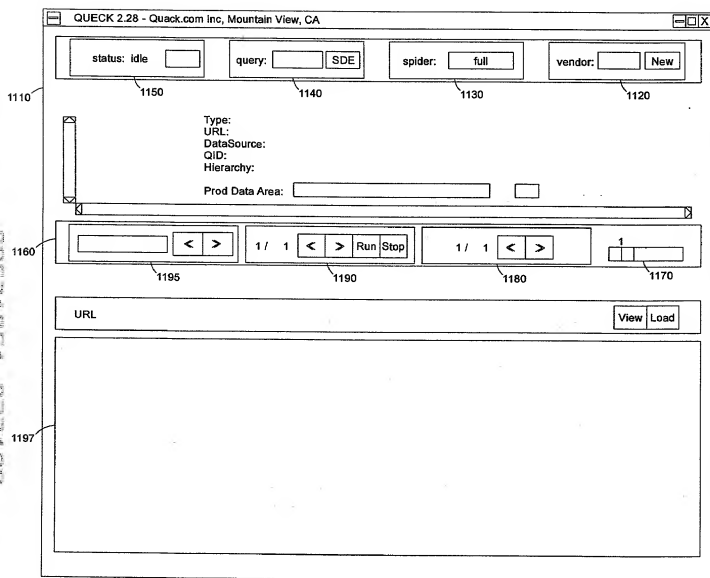 QUECK 2.28 - Quack.com Inc, Mountain View, CA
X
status: idle
query: SDE
spider: full
vendor: New
1150
1140
1130
1120
1110
Type:
URL:
DataSource:
QID:
Hierarchy:
Prod Data Area:
1160
< >
1 / 1 < > Run Stop
1 / 1 < >
1
1195
1190
1180
1170
URL View Load
1197